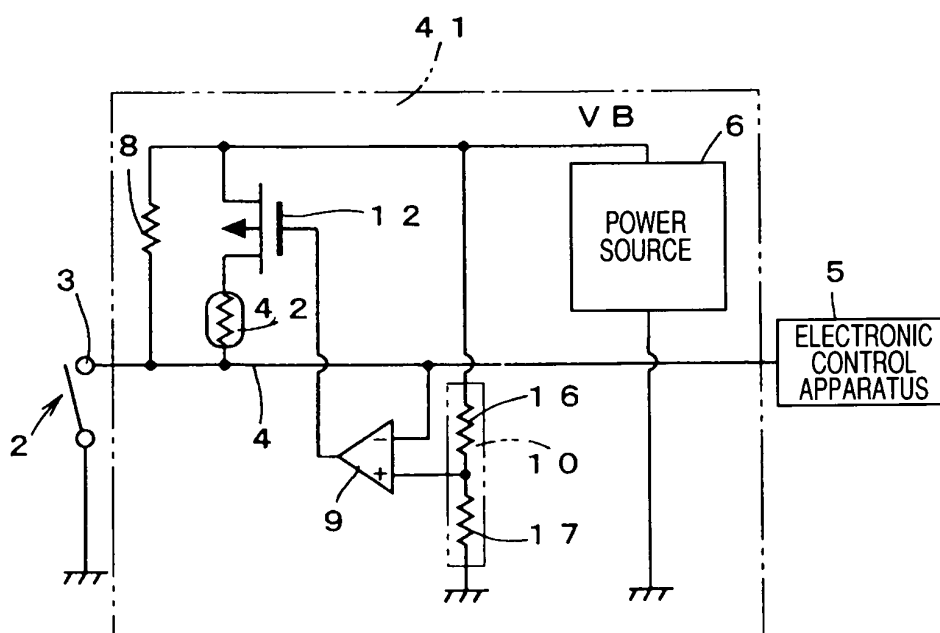 4 1
V B
6
8
1 2
POWER
SOURCE
3
4 2
5
ELECTRONIC
CONTROL
APPARATUS
2
4
1 6
1 0
−
+
9
1 7